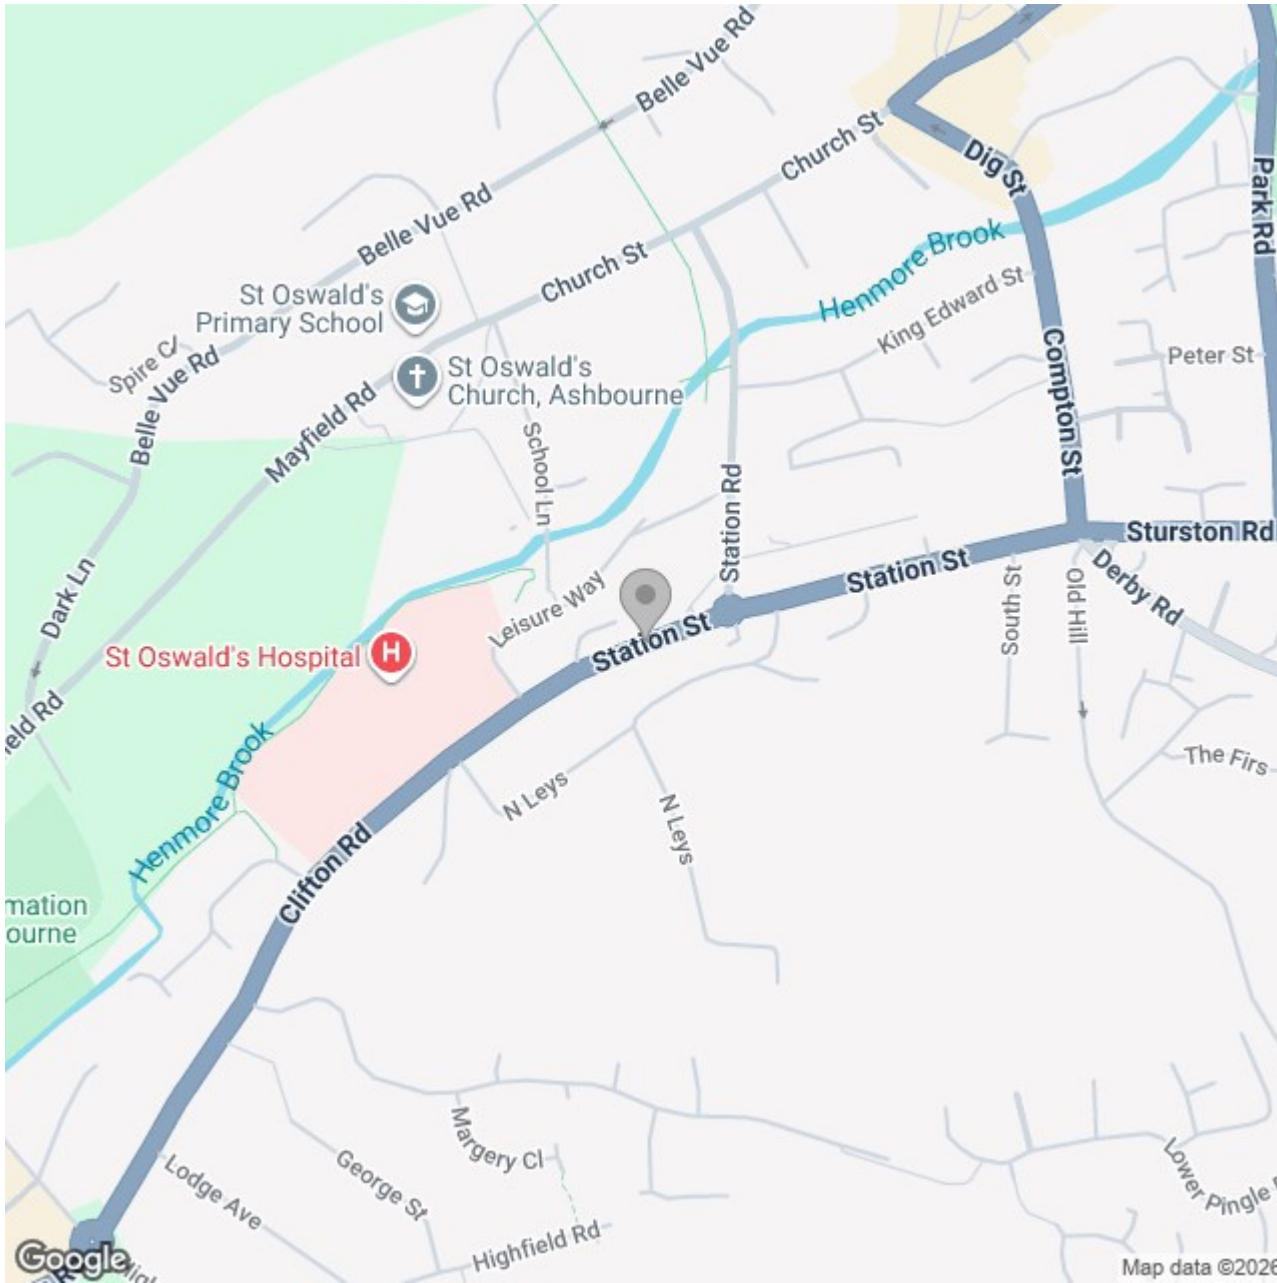 Belle Vue Rd
Church St
Dig St
Park Rd
Belle Vue Rd
Church St
Henmore Brook
King Edward St
St Oswald's
Primary School
Spire Cl
Belle Vue Rd
St Oswald's
Church, Ashbourne
Mayfield Rd
Peter St
Compton St
School Ln
Station Rd
Sturston Rd
Station St
Derby Rd
Dark Ln
Leisure Way
South St
Old Hill
Station St
St Oswald's Hospital
H
eld Rd
The Firs
Henmore Brook
N Leys
N Leys
Clifton Rd
mation
ourne
Margery Cl
George St
Lodge Ave
Highfield Rd
Lower Pingle
Google
Map data ©2026